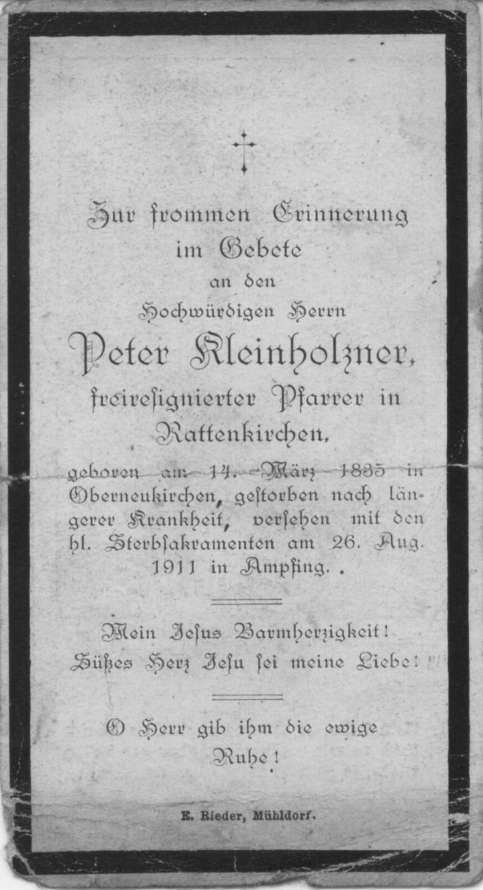 Zur frommen Erinnerung
im Gebete
an den
Hochwürdigen Herrn
Peter Kleinholzner,
freiresignierter Pfarrer in
Rattenkirchen,
geboren am 14. März 1835 in
Oberneukirchen, gestorben nach län-
gerer Krankheit, versehen mit den
hl. Sterbsakramenten am 26. Aug.
1911 in Ampfing.
Mein Jesus Barmherzigkeit!
Süßes Herz Jesu sei meine Liebe!
O Herr gib ihm die ewige
Ruhe!
E. Rieder, Mühldorf.